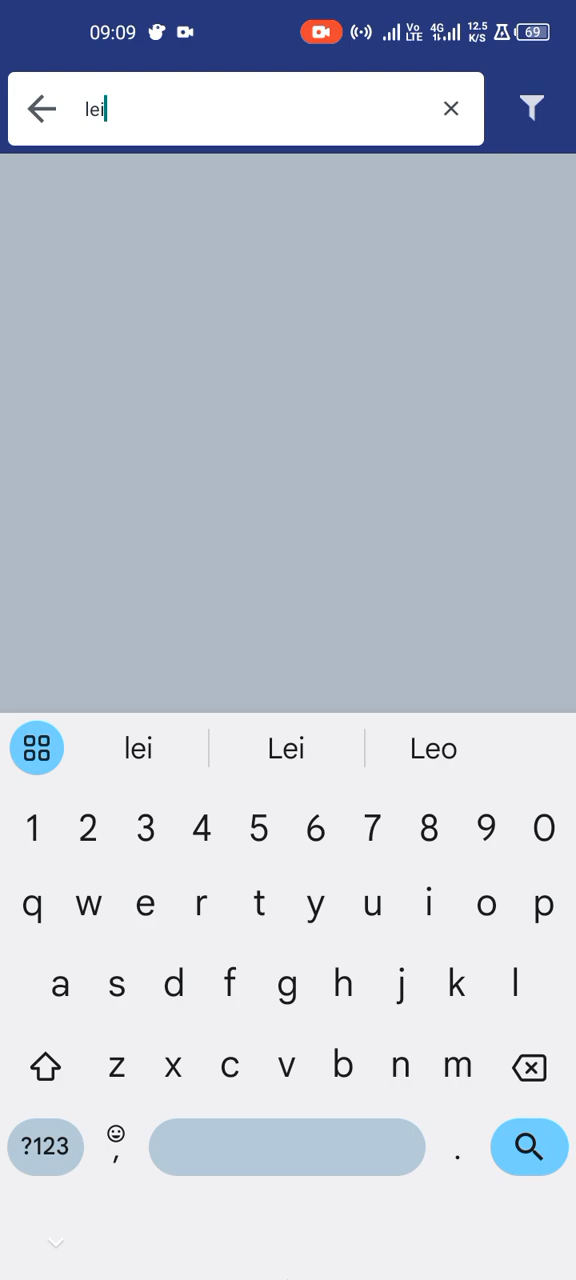 09:09 Vo LTE 4G 12.5 K/S 69
lei
lei Lei Leo
1 2 3 4 5 6 7 8 9 0
q w e r t y u i o p
a s d f g h j k l
z x c v b n m
?123 , .